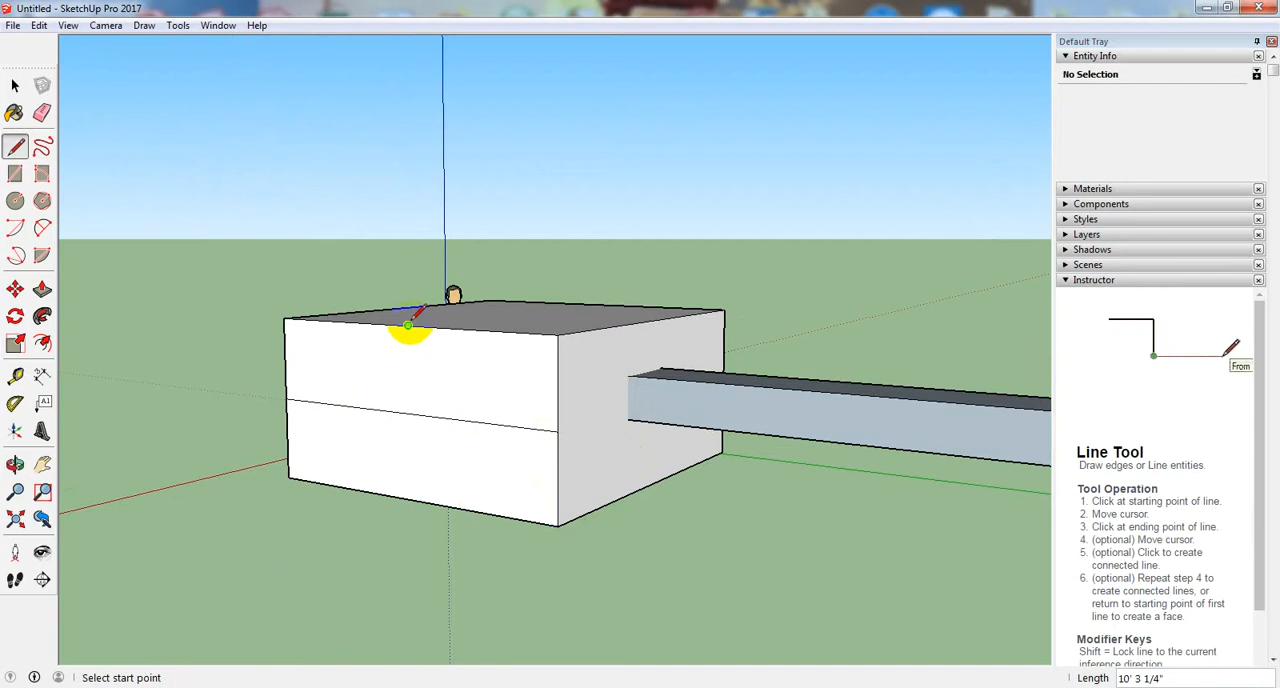 Untitled - SketchUp Pro 2017
File Edit View Camera Draw Tools Window Help
Default Tray
Entity Info
No Selection
Materials
Components
Styles
Layers
Shadows
Scenes
Instructor
From
A1
Line Tool
Draw edges or Line entities.
Tool Operation
1. Click at starting point of line.
2. Move cursor.
3. Click at ending point of line.
4. (optional) Move cursor.
5. (optional) Click to create
connected line.
6. (optional) Repeat step 4 to
create connected lines, or
return to starting point of first
line to create a face.
Modifier Keys
Shift = Lock line to the current
inference direction.
Select start point
Length 10' 3 1/4"